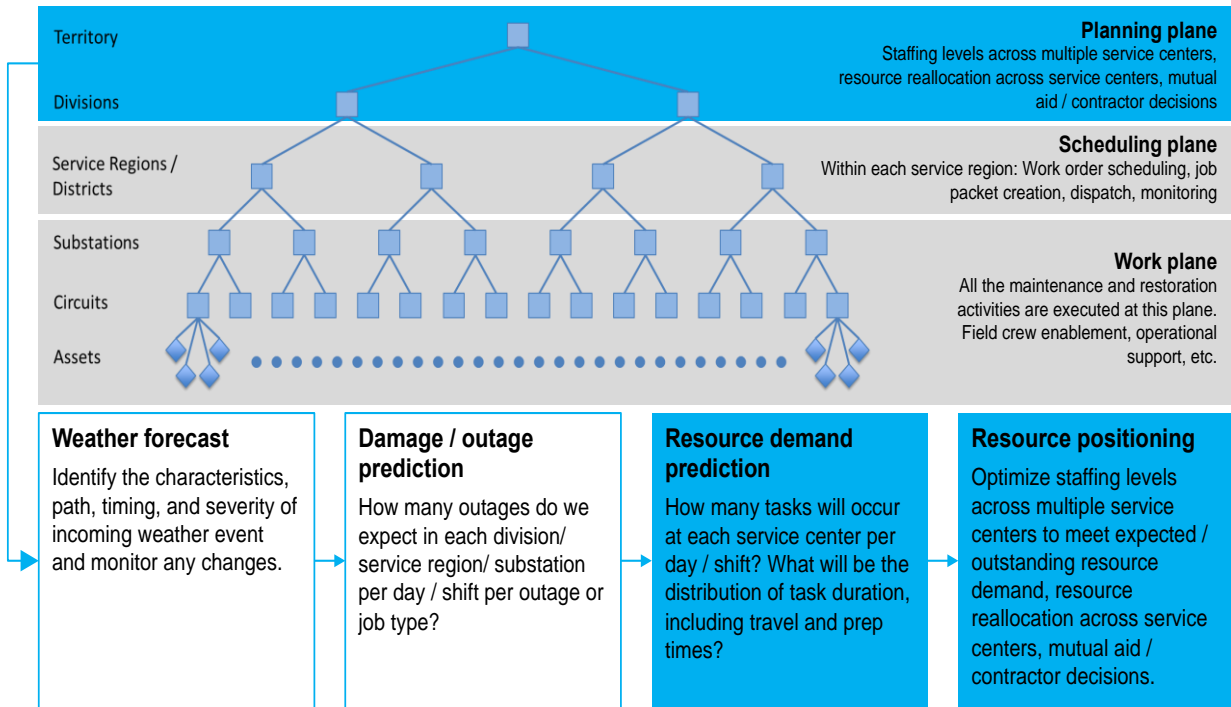 Territory
Planning plane
Staffing levels across multiple service centers,
resource reallocation across service centers, mutual
aid / contractor decisions
Divisions
Scheduling plane
Within each service region: Work order scheduling, job
packet creation, dispatch, monitoring
Service Regions /
Districts
Substations
Work plane
All the maintenance and restoration
activities are executed at this plane.
Field crew enablement, operational
support, etc.
Circuits
Assets
Weather forecast
Identify the characteristics,
path, timing, and severity of
incoming weather event
and monitor any changes.
Damage / outage
prediction
How many outages do we
expect in each division/
service region/ substation
per day / shift per outage or
job type?
Resource demand
prediction
How many tasks will occur
at each service center per
day / shift? What will be the
distribution of task duration,
including travel and prep
times?
Resource positioning
Optimize staffing levels
across multiple service
centers to meet expected /
outstanding resource
demand, resource
reallocation across service
centers, mutual aid /
contractor decisions.